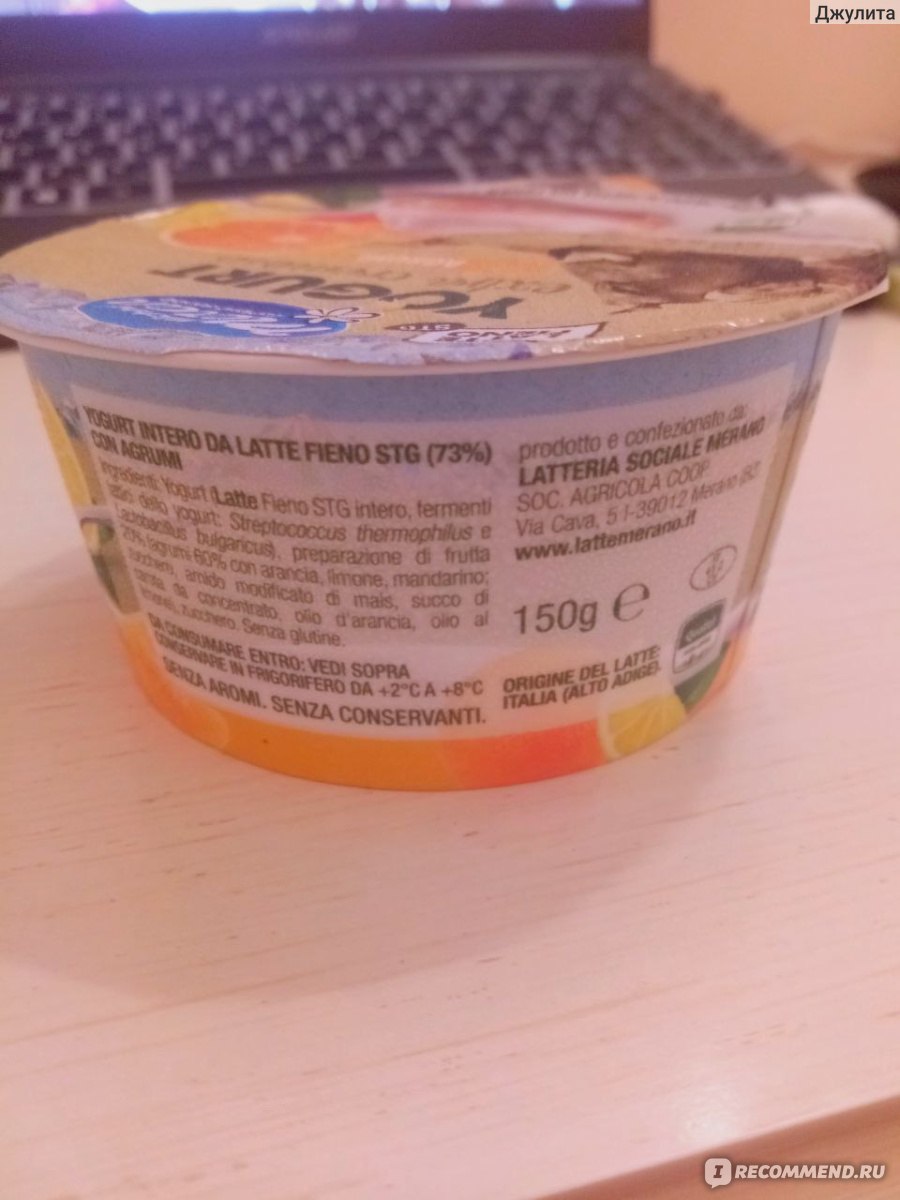 Джулита
YOGURT
YOGURT INTERO DA LATTE FIENO STG (73%)
CON AGRUMI
Ingredienti: Yogurt (Latte Fieno STG intero, fermenti
lattici dello yogurt: Streptococcus thermophilus e
Lactobacillus bulgaricus), preparazione di frutta
20% (agrumi 60% con arancia, limone, mandarino;
zucchero, amido modificato di mais, succo di
carota da concentrato, olio d'arancia, olio al
limone), zucchero. Senza glutine.
DA CONSUMARE ENTRO: VEDI SOPRA
CONSERVARE IN FRIGORIFERO DA +2°C A +8°C
SENZA AROMI. SENZA CONSERVANTI.
prodotto e confezionato da:
LATTERIA SOCIALE MERANO
SOC. AGRICOLA COOP.
Via Cava, 5 I-39012 Merano (BZ)
www.lattemerano.it
150g e
ORIGINE DEL LATTE:
ITALIA (ALTO ADIGE).
IRECOMMEND.RU